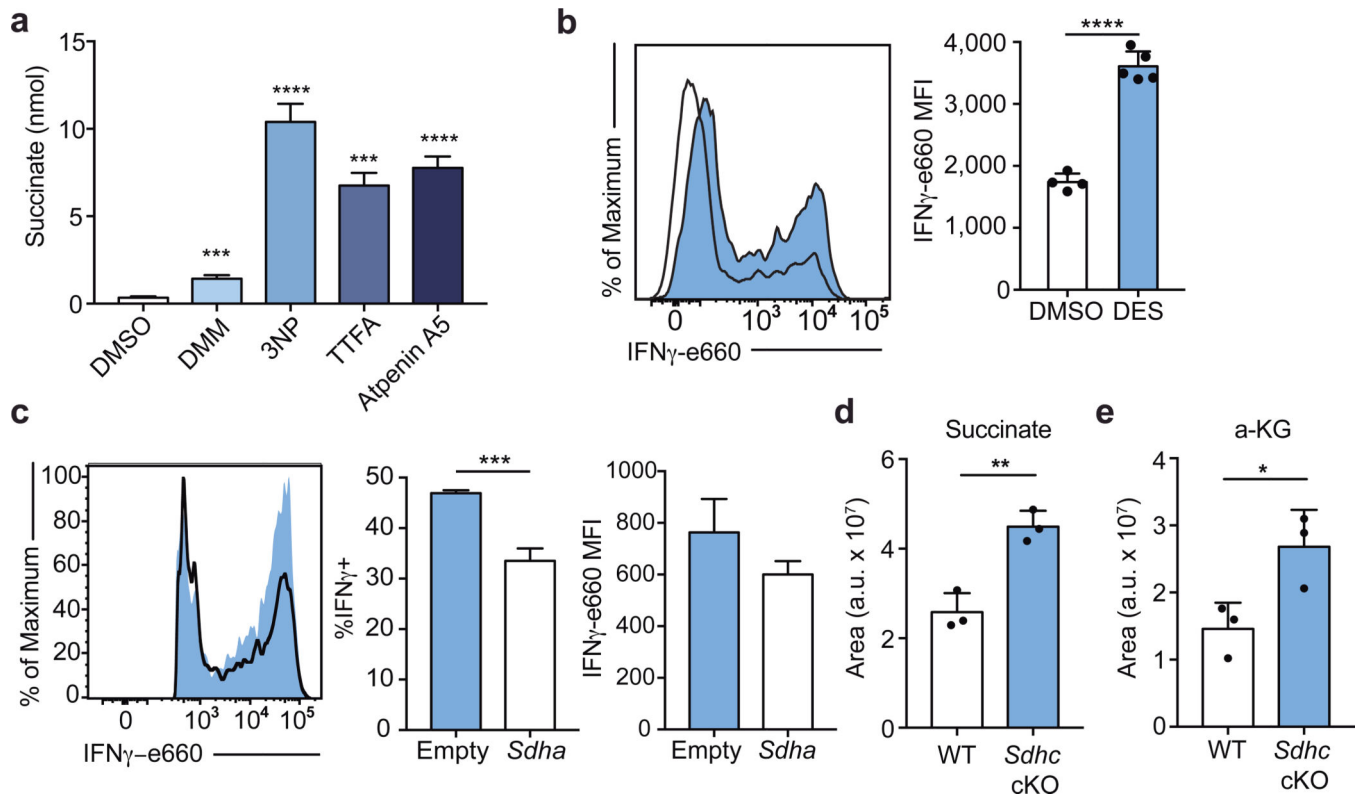 a
Succinate (nmol)
15
10
5
0
****
***
****
***
DMSO
DMM
3NP
TTFA
Atpenin A5
b
% of Maximum
0
10³
10⁴
10⁵
IFNγ-e660
IFNγ-e660 MFI
4,000
3,000
2,000
1,000
0
****
DMSO
DES
c
% of Maximum
100
80
60
40
20
0
0
10³
10⁴
10⁵
IFNγ–e660
%IFNγ+
50
40
30
20
10
0
***
Empty
Sdha
IFNγ-e660 MFI
1000
800
600
400
200
0
Empty
Sdha
d
Succinate
Area (a.u. x 10⁷)
6
4
2
0
**
WT
Sdhc
cKO
e
a-KG
Area (a.u. x 10⁷)
4
3
2
1
0
*
WT
Sdhc
cKO